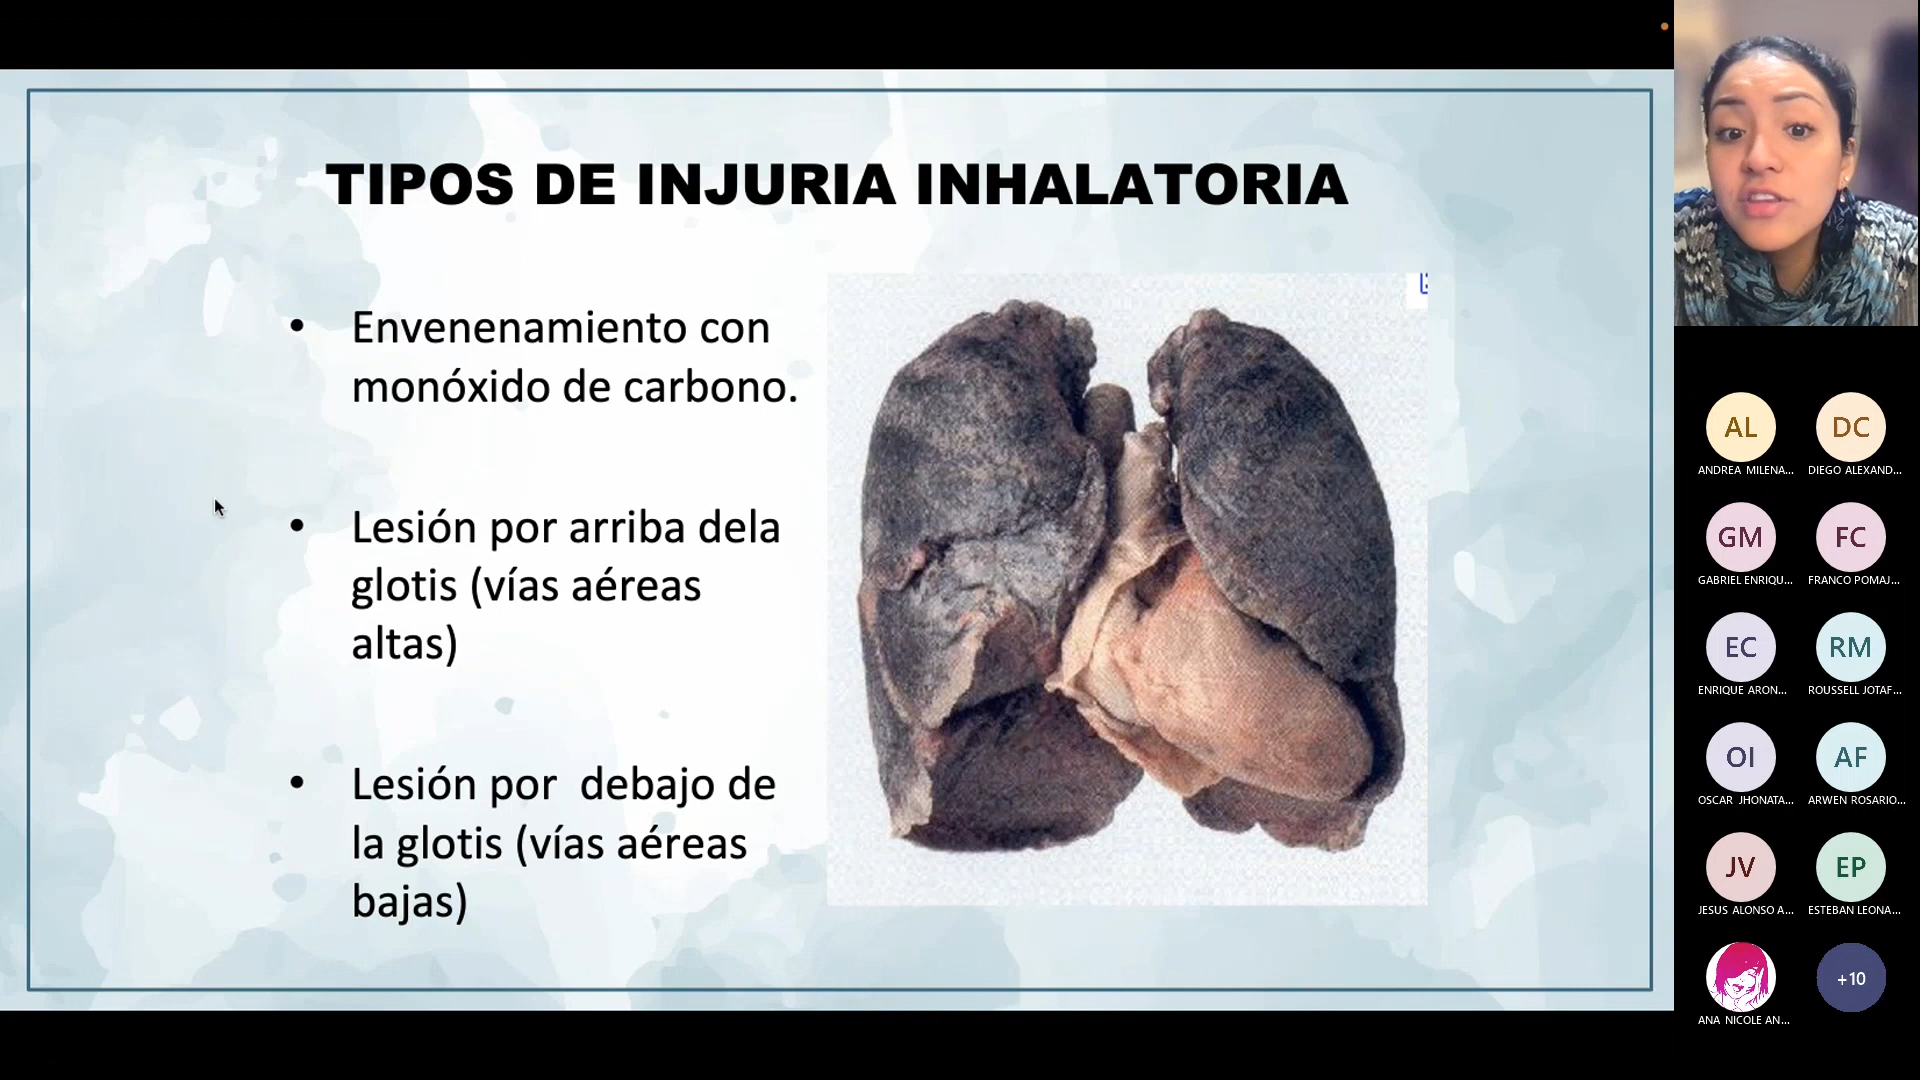 TIPOS DE INJURIA INHALATORIA
• Envenenamiento con
monóxido de carbono.
• Lesión por arriba dela
glotis (vías aéreas
altas)
• Lesión por debajo de
la glotis (vías aéreas
bajas)
AL
DC
ANDREA MILENA...
DIEGO ALEXAND...
GM
FC
GABRIEL ENRIQU...
FRANCO POMAJ...
EC
RM
ENRIQUE ARON...
ROUSSELL JOTAF...
OI
AF
OSCAR JHONATA...
ARWEN ROSARIO...
JV
EP
JESUS ALONSO A...
ESTEBAN LEONA...
+10
ANA NICOLE AN...